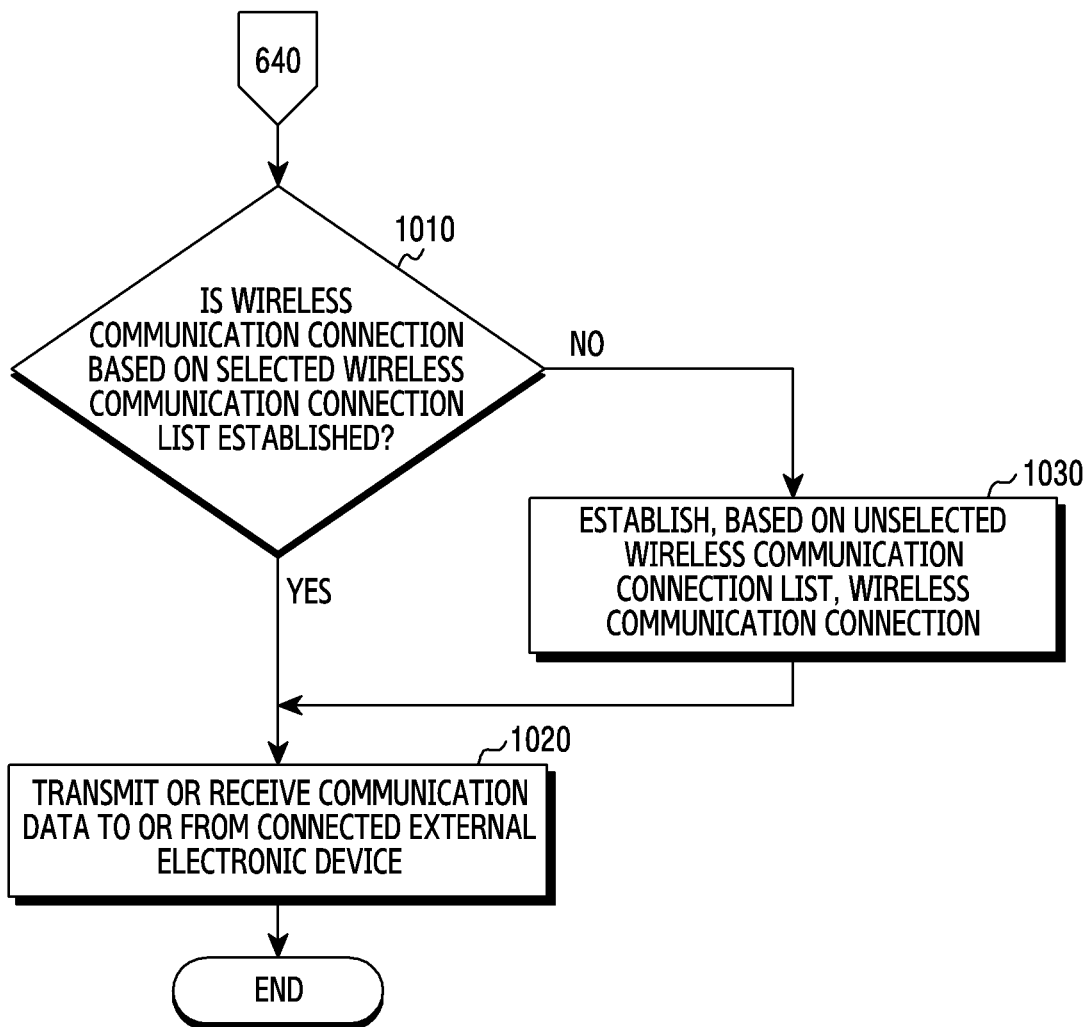 640
1010
IS WIRELESS
COMMUNICATION CONNECTION
BASED ON SELECTED WIRELESS
COMMUNICATION CONNECTION
LIST ESTABLISHED?
NO
YES
1030
ESTABLISH, BASED ON UNSELECTED
WIRELESS COMMUNICATION
CONNECTION LIST, WIRELESS
COMMUNICATION CONNECTION
1020
TRANSMIT OR RECEIVE COMMUNICATION
DATA TO OR FROM CONNECTED EXTERNAL
ELECTRONIC DEVICE
END